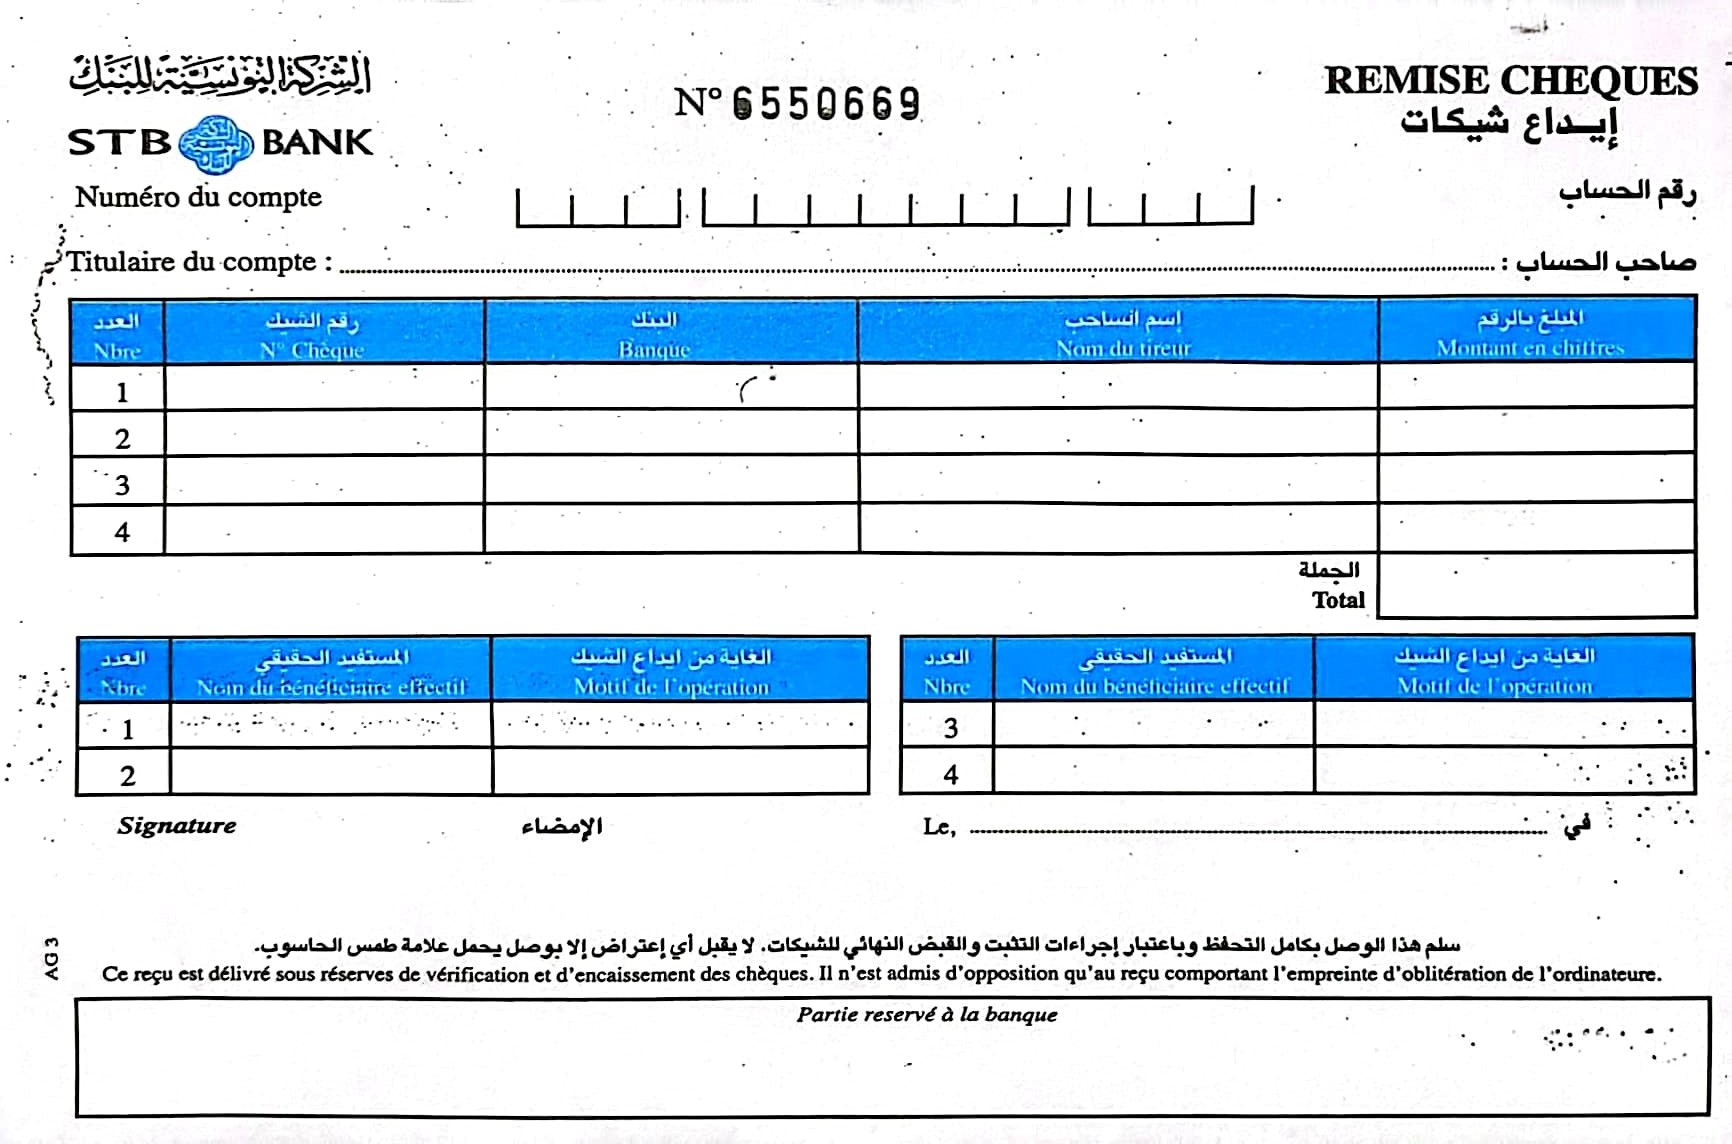 الشركة التونسية للبنك
STB BANK
N° 6550669
REMISE CHEQUES
إيداع شيكات
Numéro du compte رقم الحساب
Titulaire du compte : صاحب الحساب :
العدد رقم الشيك البنك إسم الساحب المبلغ بالرقم
Nbre N° Chèque Banque Nom du tireur Montant en chiffres
1
2
3
4
الجملة
Total
العدد المستفيد الحقيقي الغاية من ايداع الشيك العدد المستفيد الحقيقي الغاية من ايداع الشيك
Nbre Nom du bénéficiaire effectif Motif de l'opération Nbre Nom du bénéficiaire effectif Motif de l'opération
1 3
2 4
Signature الإمضاء Le, في
سلم هذا الوصل بكامل التحفظ وباعتبار إجراءات التثبت والقبض النهائي للشيكات. لا يقبل أي إعتراض إلا بوصل يحمل علامة طمس الحاسوب.
Ce reçu est délivré sous réserves de vérification et d'encaissement des chèques. Il n'est admis d'opposition qu'au reçu comportant l'empreinte d'oblitération de l'ordinateure.
AG 3
Partie reservé à la banque